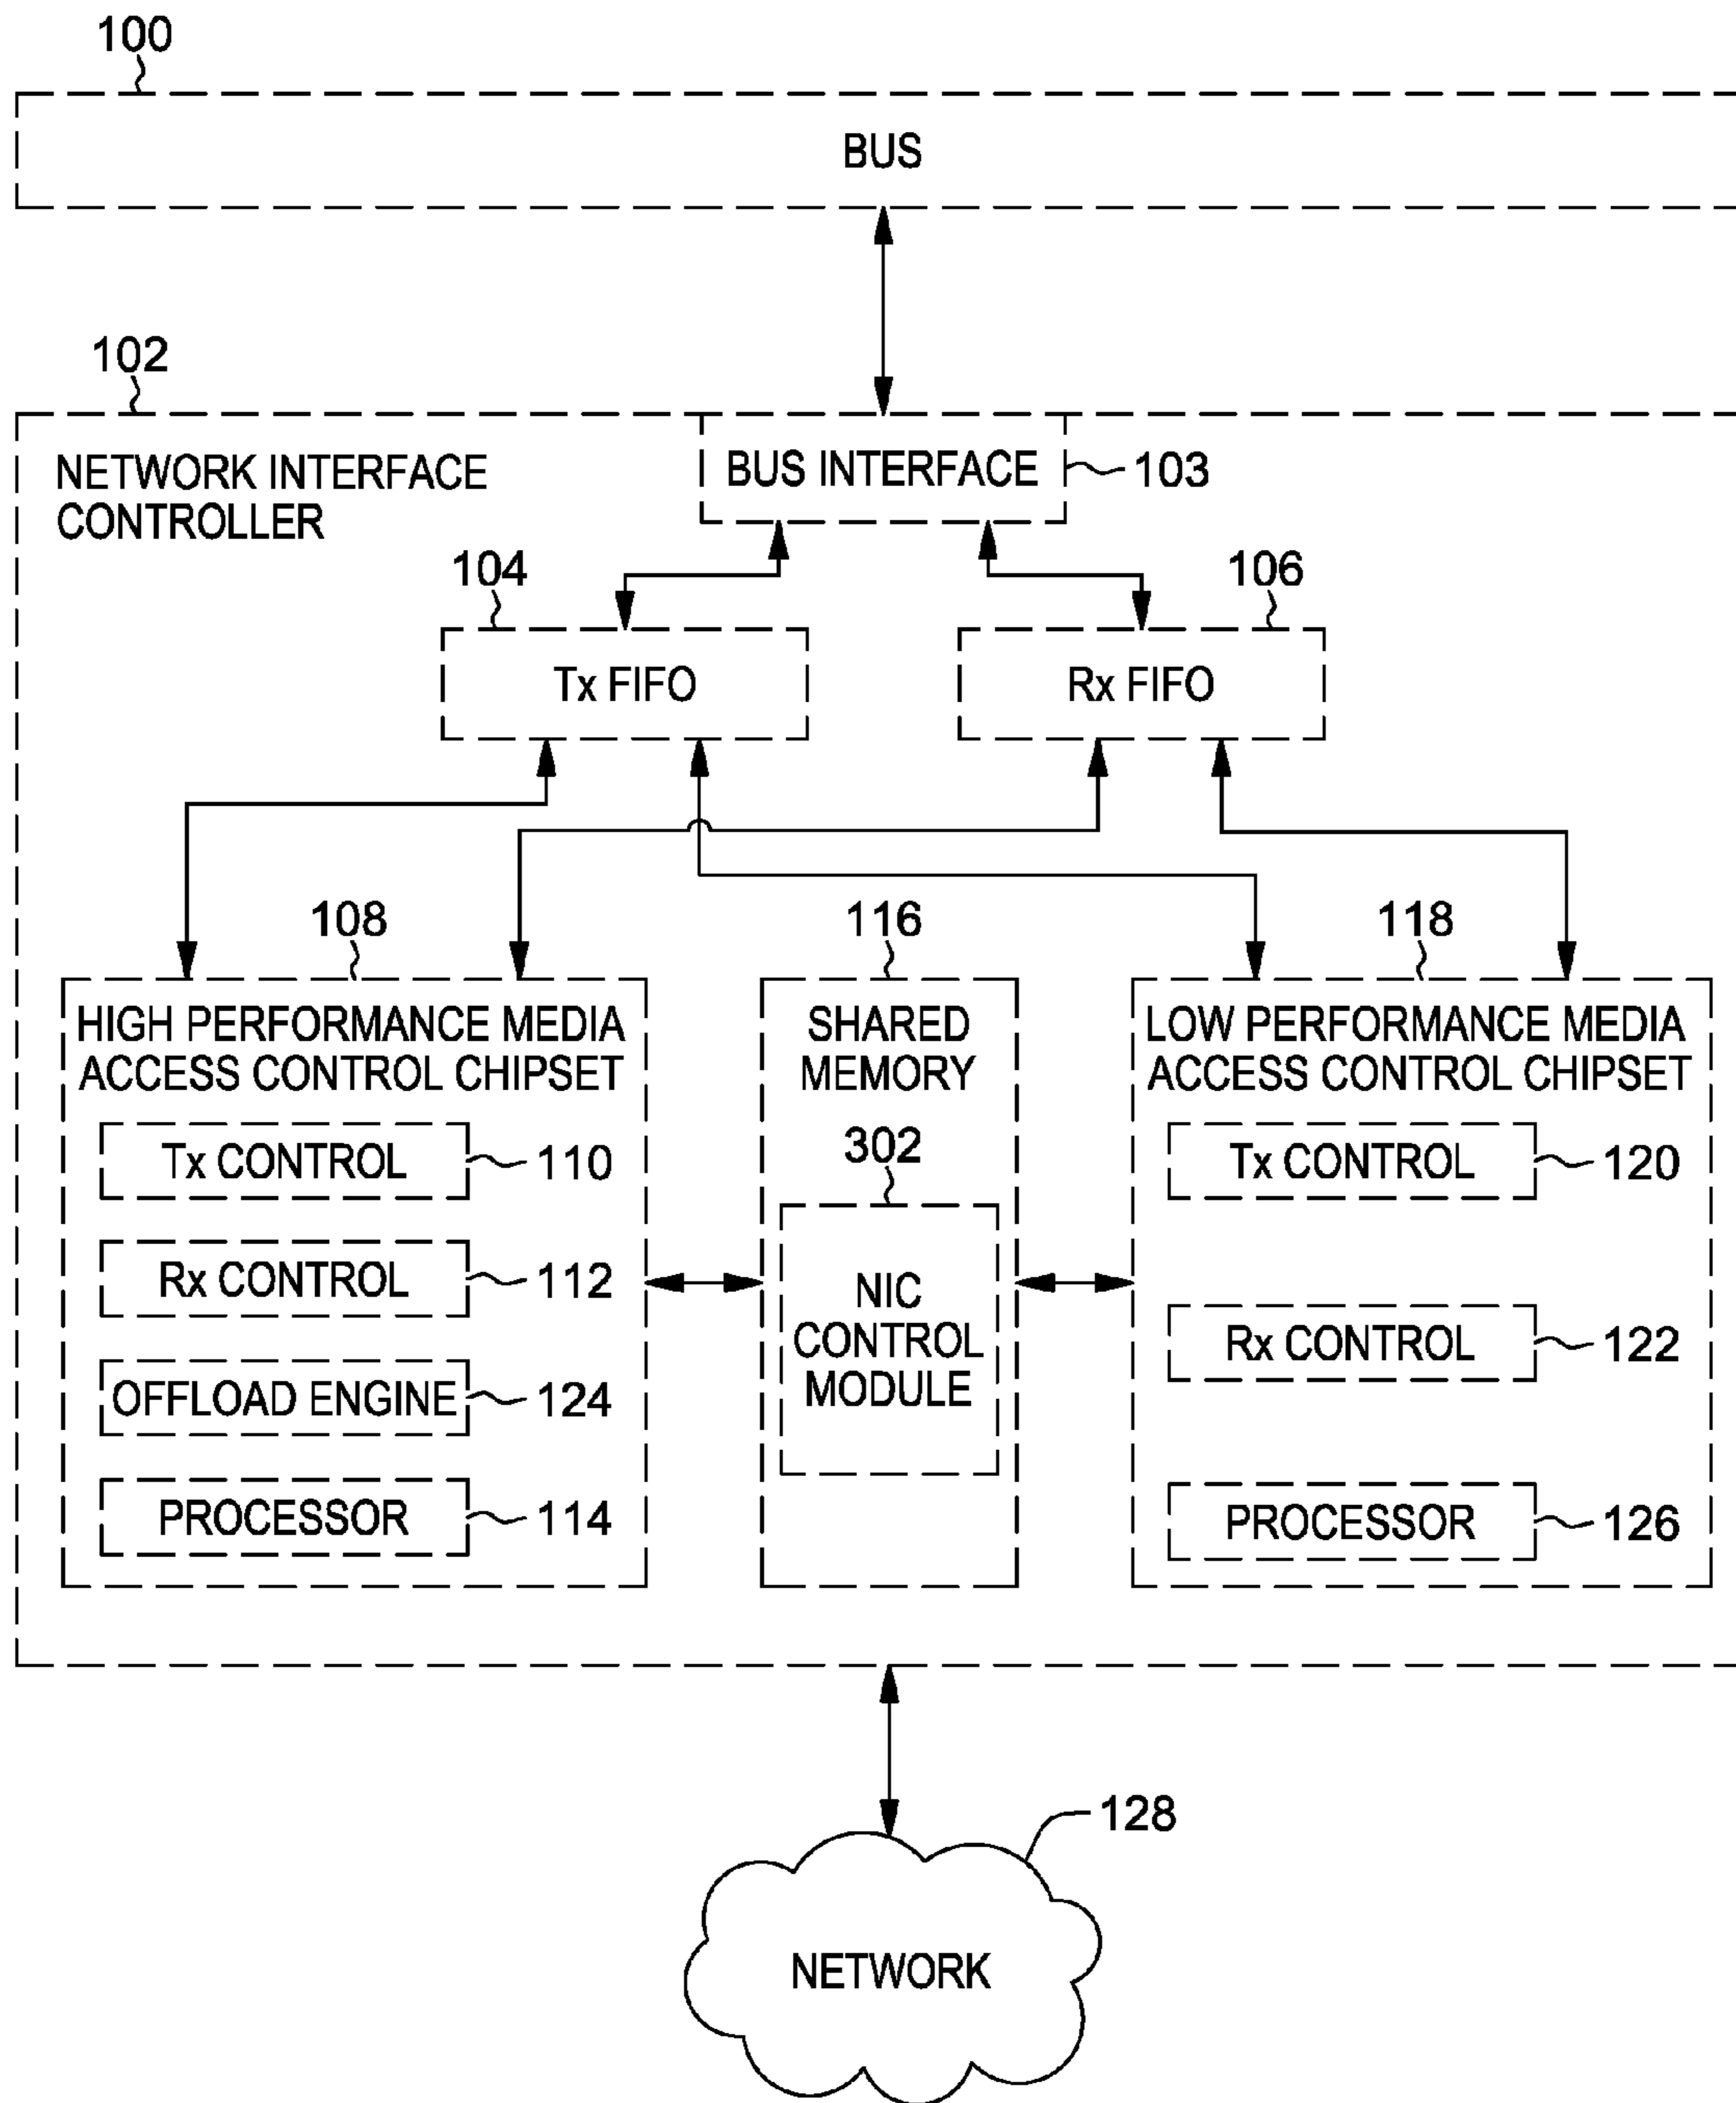 100
BUS
102
NETWORK INTERFACE
CONTROLLER
BUS INTERFACE
103
104
106
Tx FIFO
Rx FIFO
108
116
118
HIGH PERFORMANCE MEDIA
ACCESS CONTROL CHIPSET
SHARED
MEMORY
LOW PERFORMANCE MEDIA
ACCESS CONTROL CHIPSET
Tx CONTROL
110
302
Tx CONTROL
120
Rx CONTROL
112
NIC
CONTROL
MODULE
Rx CONTROL
122
OFFLOAD ENGINE
124
PROCESSOR
114
PROCESSOR
126
128
NETWORK